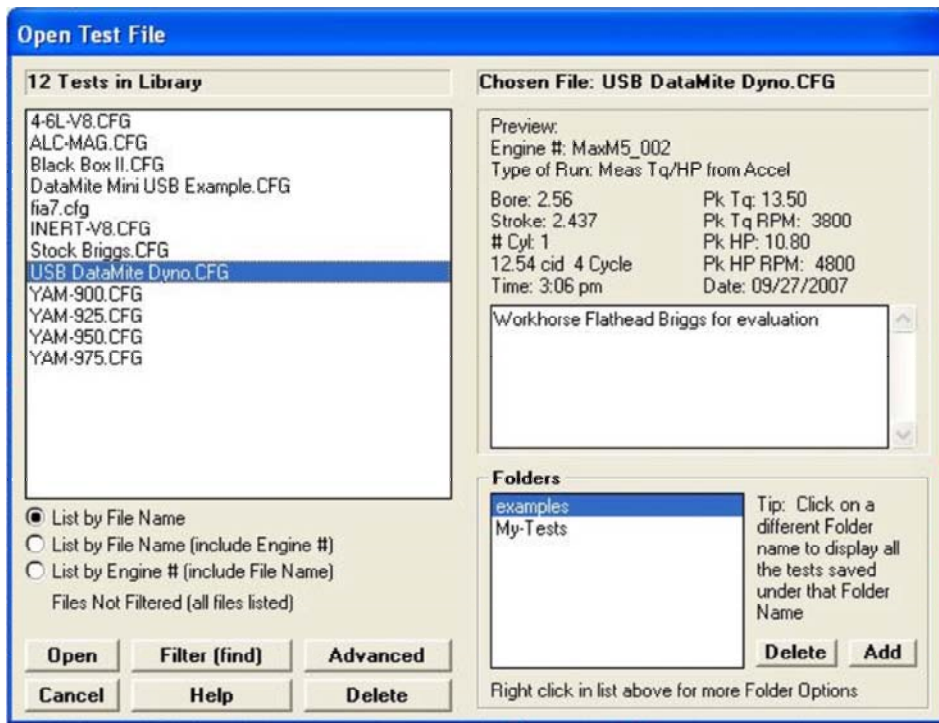 Open Test File
12 Tests in Library
4-6L-V8.CFG
ALC-MAG.CFG
Black Box II.CFG
DataMite Mini USB Example.CFG
fia7.cfg
INERT-V8.CFG
Stock Briggs.CFG
USB DataMite Dyno.CFG
YAM-900.CFG
YAM-925.CFG
YAM-950.CFG
YAM-975.CFG
List by File Name
List by File Name (include Engine #)
List by Engine # (include File Name)
Files Not Filtered (all files listed)
Open Filter (find) Advanced
Cancel Help Delete
Chosen File: USB DataMite Dyno.CFG
Preview:
Engine #: MaxM5_002
Type of Run: Meas Tq/HP from Accel
Bore: 2.56 Pk Tq: 13.50
Stroke: 2.437 Pk Tq RPM: 3800
# Cyl: 1 Pk HP: 10.80
12.54 cid 4 Cycle Pk HP RPM: 4800
Time: 3:06 pm Date: 09/27/2007
Workhorse Flathead Briggs for evaluation
Folders
examples
My-Tests
Tip: Click on a
different Folder
name to display all
the tests saved
under that Folder
Name
Delete Add
Right click in list above for more Folder Options